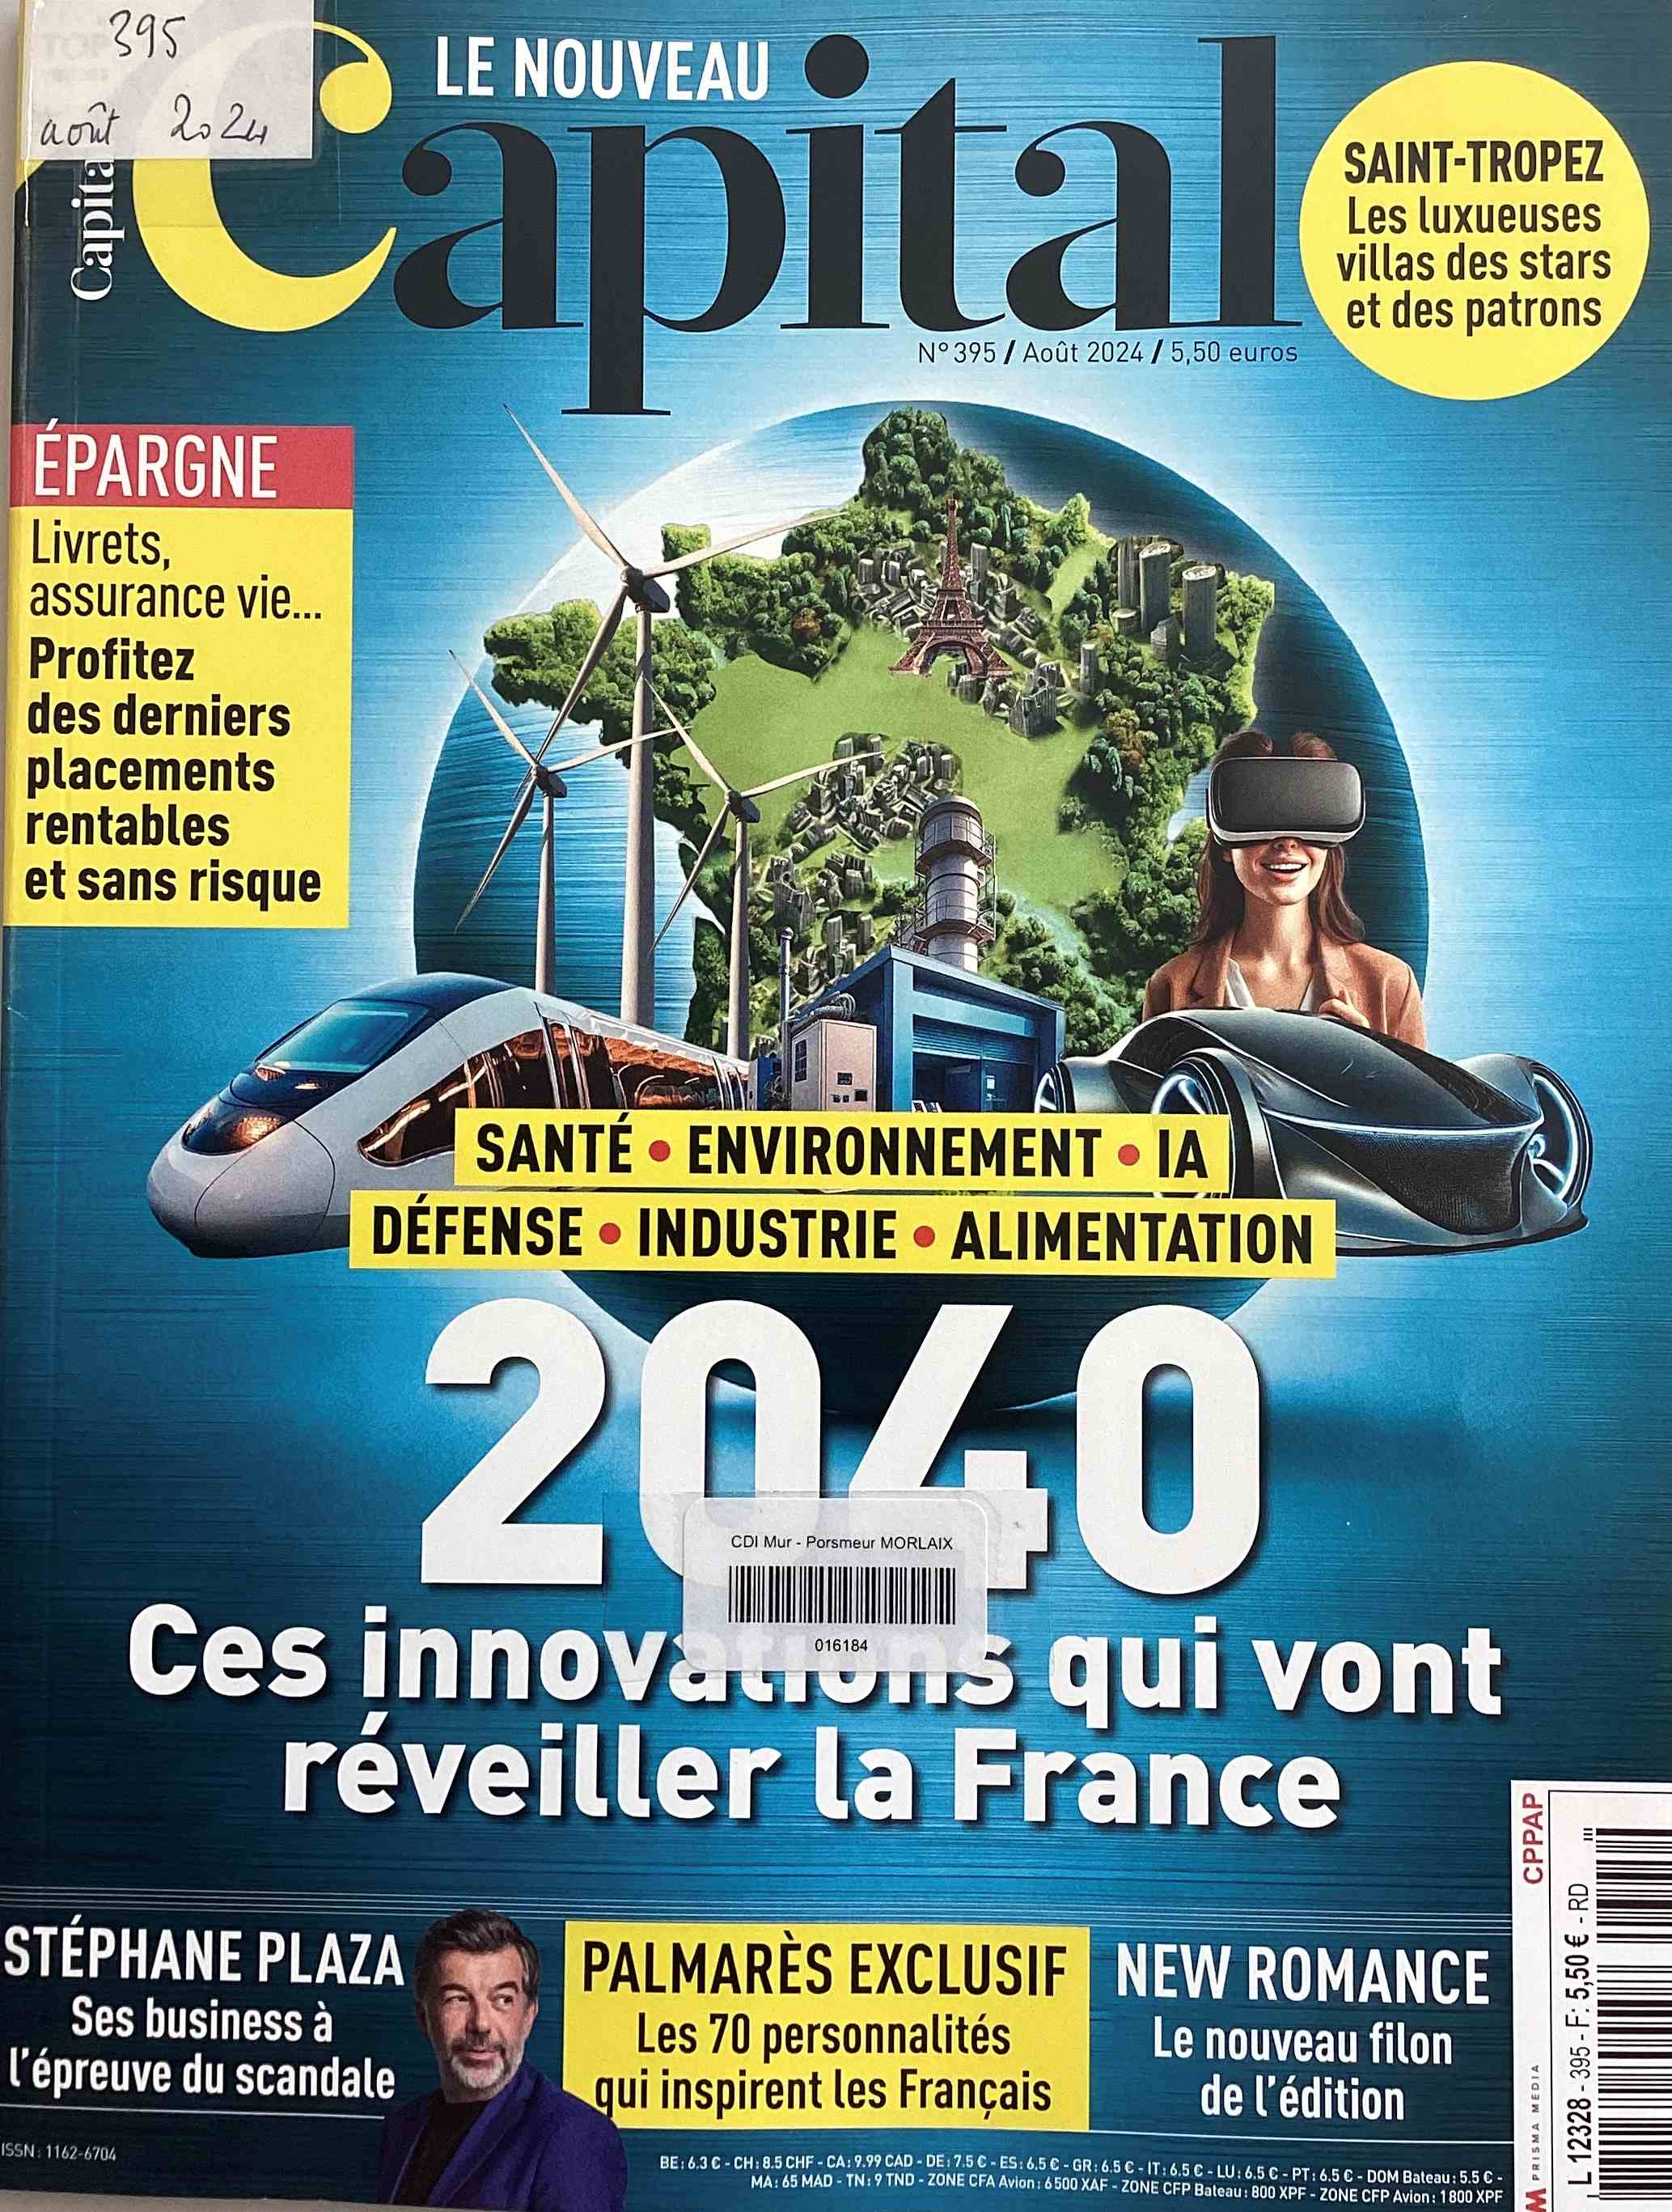 395
août 2024
Capital
LE NOUVEAU
Capital
N° 395 / Août 2024 / 5,50 euros
SAINT-TROPEZ
Les luxueuses
villas des stars
et des patrons
ÉPARGNE
Livrets,
assurance vie...
Profitez
des derniers
placements
rentables
et sans risque
SANTÉ • ENVIRONNEMENT • IA
DÉFENSE • INDUSTRIE • ALIMENTATION
2040
CDI Mur - Porsmeur MORLAIX
016184
Ces innovations qui vont
réveiller la France
STÉPHANE PLAZA
Ses business à
l'épreuve du scandale
PALMARÈS EXCLUSIF
Les 70 personnalités
qui inspirent les Français
NEW ROMANCE
Le nouveau filon
de l'édition
CPPAP
PRISMA MEDIA
L 12328 - 395 - F: 5,50 € - RD
ISSN : 1162-6704
BE : 6.3 € - CH : 8.5 CHF - CA : 9.99 CAD - DE : 7.5 € - ES : 6.5 € - GR : 6.5 € - IT : 6.5 € - LU : 6.5 € - PT : 6.5 € - DOM Bateau : 5.5 € -
MA : 65 MAD - TN : 9 TND - ZONE CFA Avion : 6 500 XAF - ZONE CFP Bateau : 800 XPF - ZONE CFP Avion : 1 800 XPF